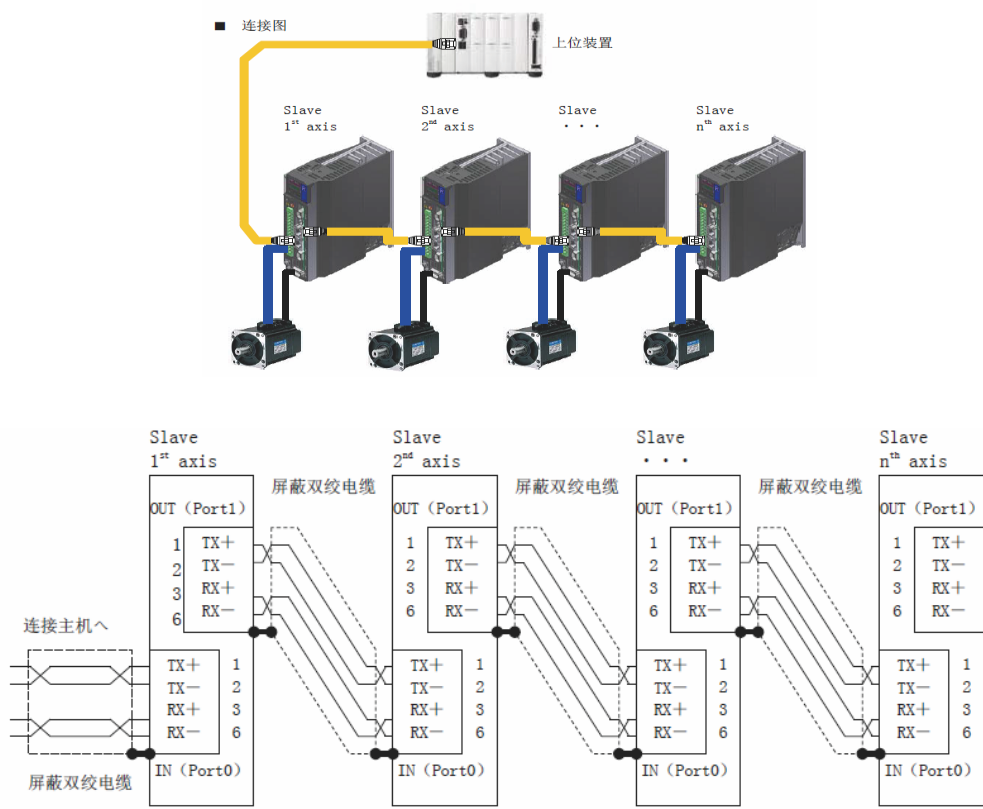 ■ 连接图
上位装置
Slave
1st axis
Slave
2nd axis
Slave
・・・
Slave
nth axis
Slave
1st axis
Slave
2nd axis
Slave
・・・
Slave
nth axis
屏蔽双绞电缆
屏蔽双绞电缆
屏蔽双绞电缆
OUT（Port1）
OUT（Port1）
OUT（Port1）
OUT（Port1）
1 TX+
2 TX−
3 RX+
6 RX−
1 TX+
2 TX−
3 RX+
6 RX−
1 TX+
2 TX−
3 RX+
6 RX−
1 TX+
2 TX−
3 RX+
6 RX−
连接主机へ
TX+ 1
TX− 2
RX+ 3
RX− 6
TX+ 1
TX− 2
RX+ 3
RX− 6
TX+ 1
TX− 2
RX+ 3
RX− 6
TX+ 1
TX− 2
RX+ 3
RX− 6
屏蔽双绞电缆
IN（Port0）
IN（Port0）
IN（Port0）
IN（Port0）